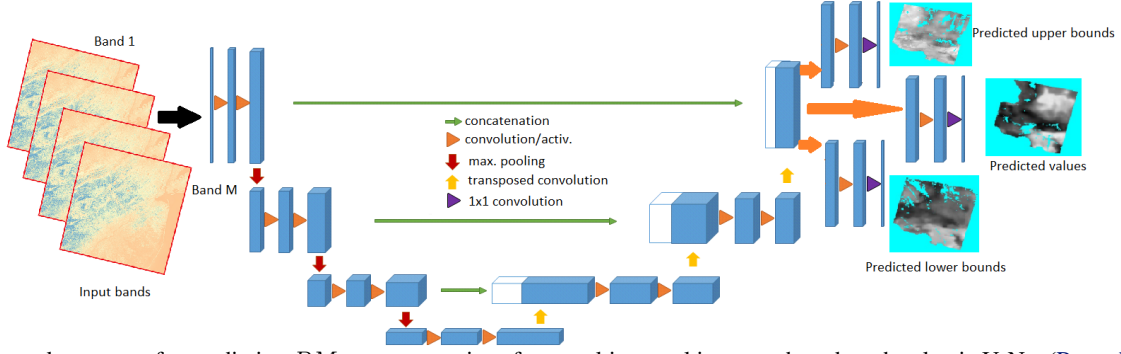 Band 1
Band M
Input bands
concatenation
convolution/activ.
max. pooling
transposed convolution
1x1 convolution
Predicted upper bounds
Predicted values
Predicted lower bounds